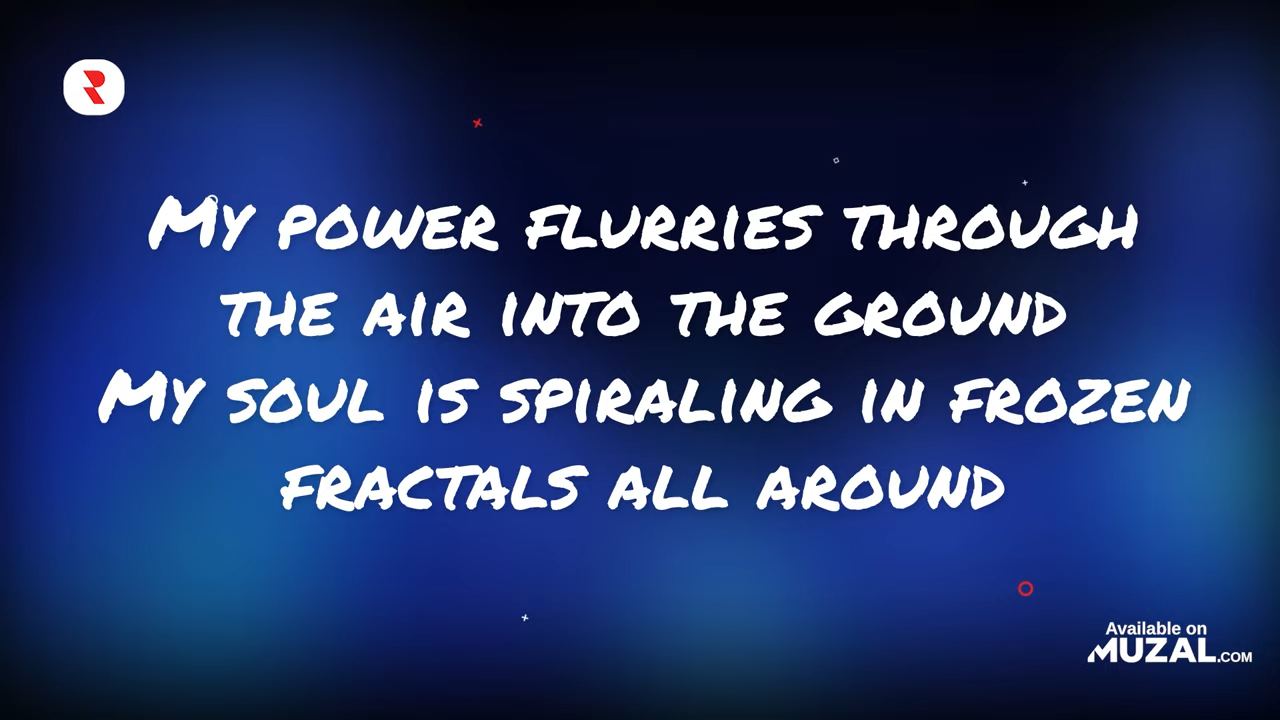 My power flurries through
the air into the ground
My soul is spiraling in frozen
fractals all around
Available on
MUZAL.COM